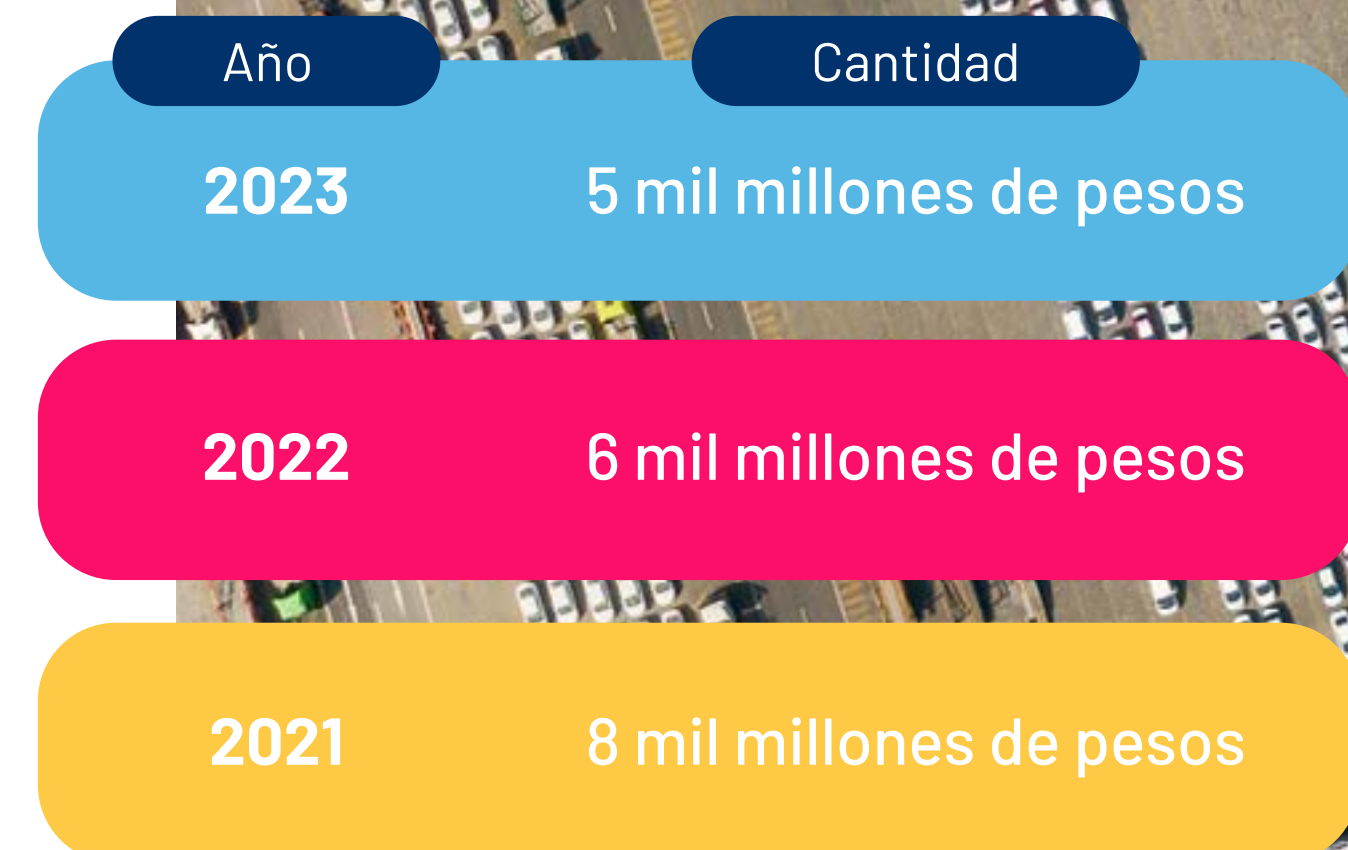 Año Cantidad
2023 5 mil millones de pesos
2022 6 mil millones de pesos
2021 8 mil millones de pesos